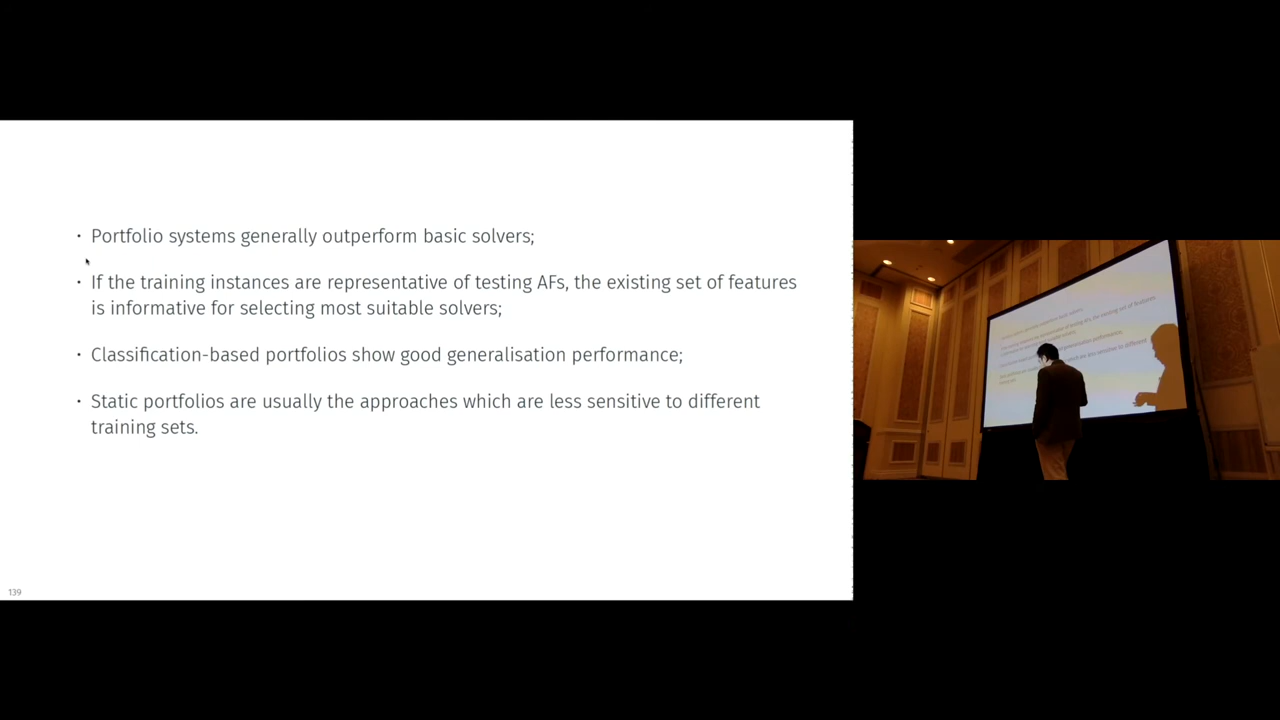 · Portfolio systems generally outperform basic solvers;
· If the training instances are representative of testing AFs, the existing set of features
is informative for selecting most suitable solvers;
· Classification-based portfolios show good generalisation performance;
· Static portfolios are usually the approaches which are less sensitive to different
training sets.
139